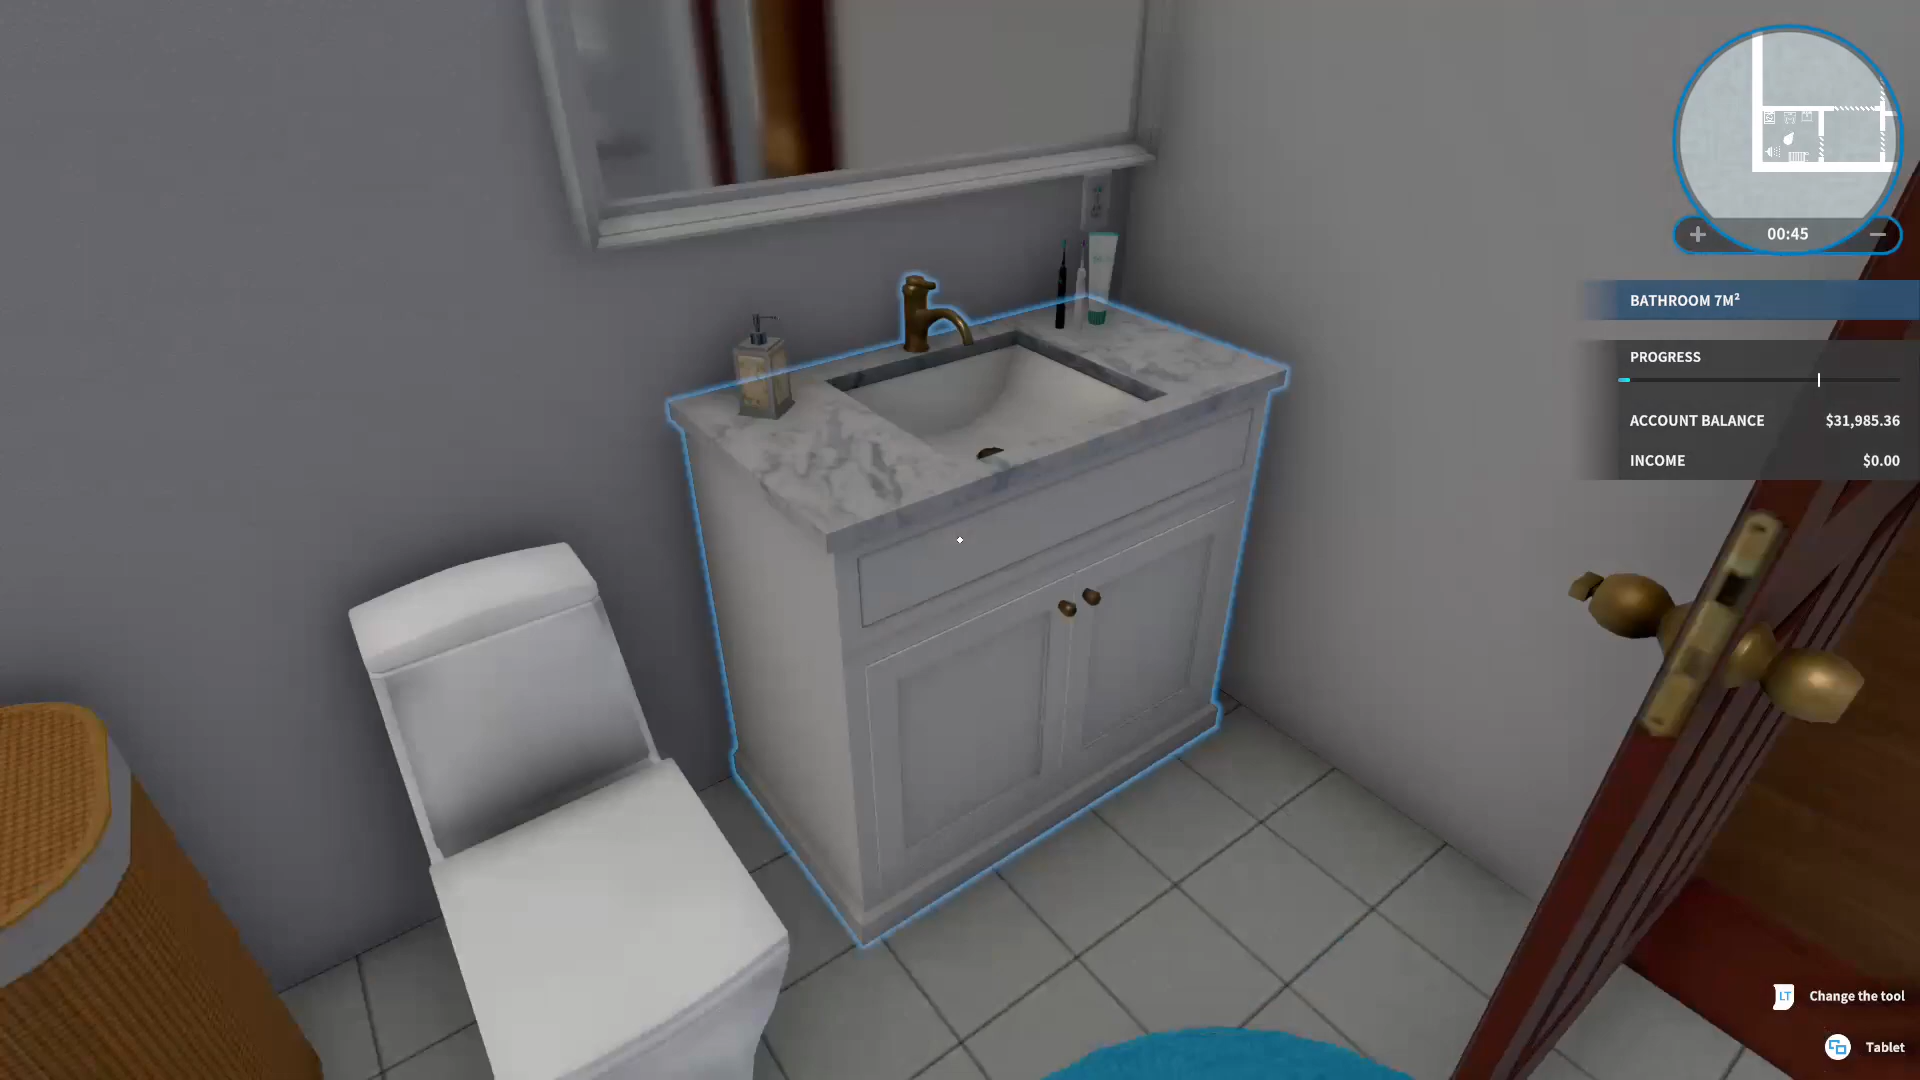 00:45
BATHROOM 7M²
PROGRESS
ACCOUNT BALANCE $31,985.36
INCOME $0.00
LT Change the tool
Tablet